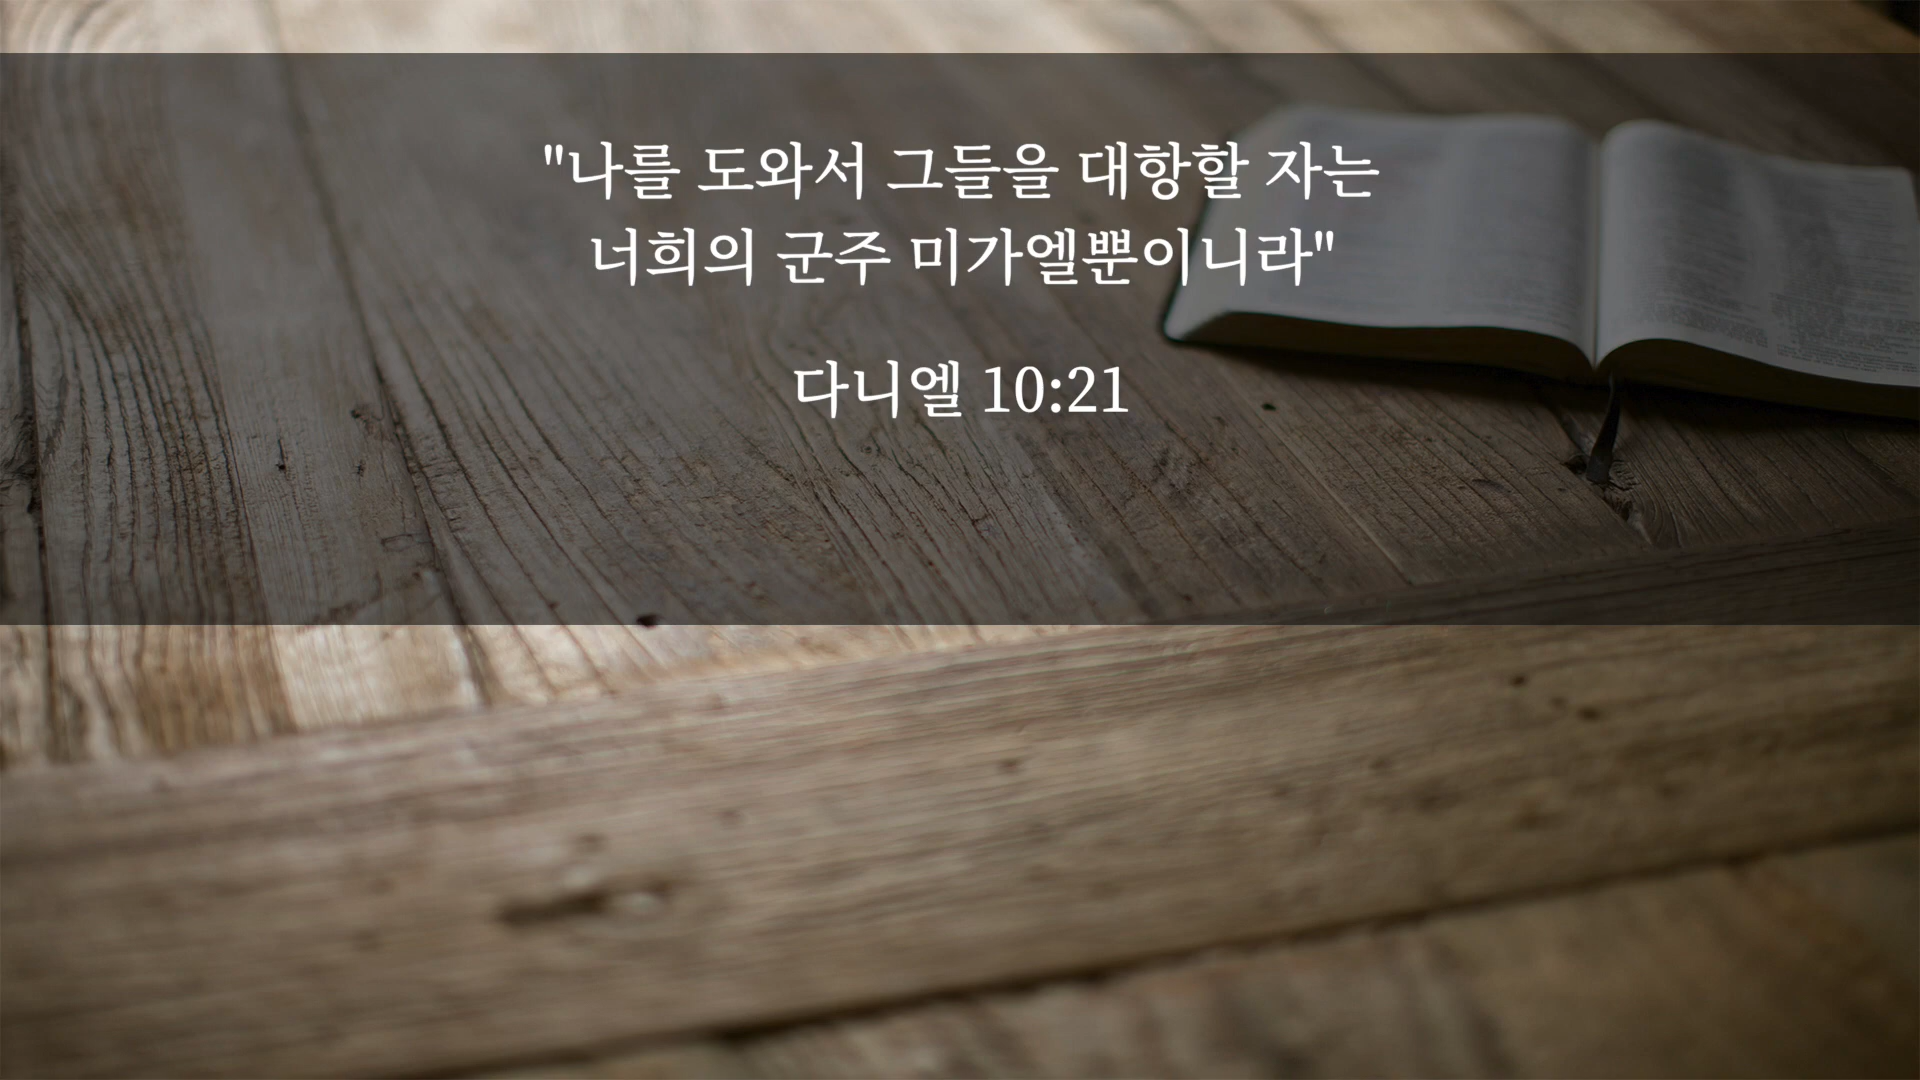 "나를 도와서 그들을 대항할 자는
너희의 군주 미가엘뿐이니라"
다니엘 10:21